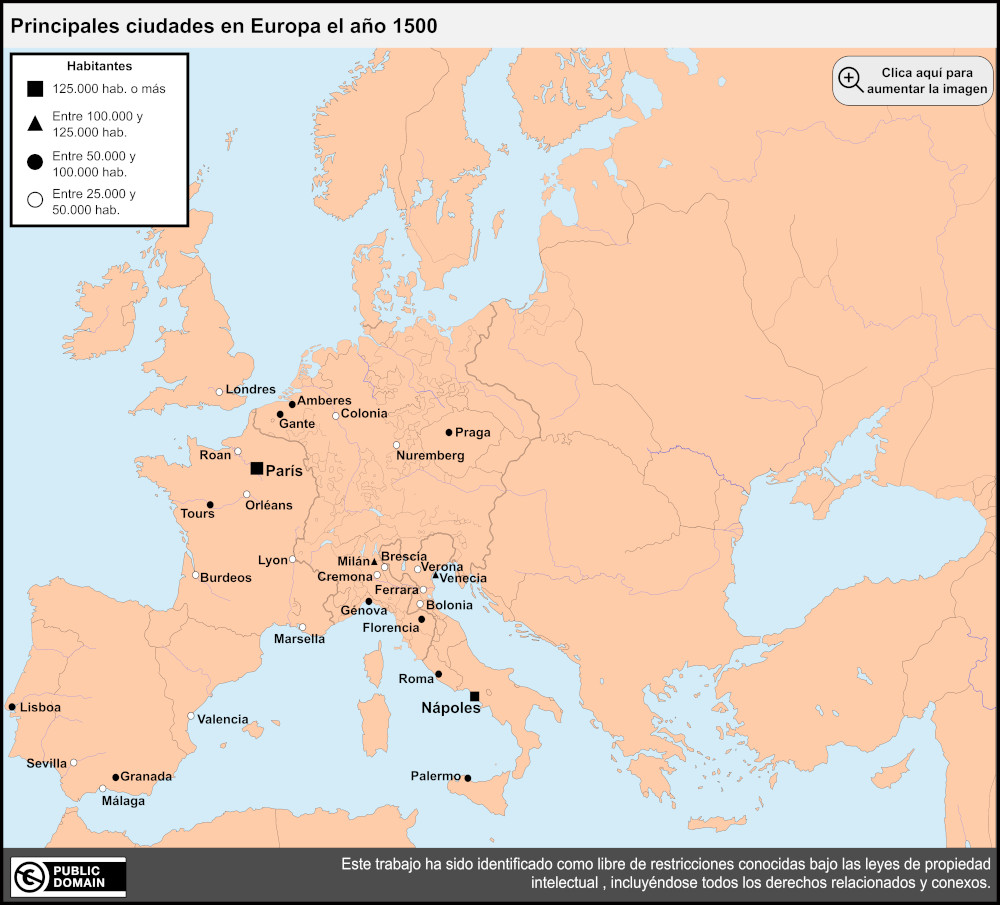 Principales ciudades en Europa el año 1500
Habitantes
125.000 hab. o más
Entre 100.000 y
125.000 hab.
Entre 50.000 y
100.000 hab.
Entre 25.000 y
50.000 hab.
Clica aquí para
aumentar la imagen
Londres
Amberes
Gante
Colonia
Praga
Nuremberg
Roan
París
Orléans
Tours
Lyon
Burdeos
Milán
Brescia
Verona
Cremona
Venecia
Ferrara
Génova
Bolonia
Florencia
Marsella
Roma
Nápoles
Lisboa
Valencia
Sevilla
Granada
Málaga
Palermo
PUBLIC
DOMAIN
Este trabajo ha sido identificado como libre de restricciones conocidas bajo las leyes de propiedad
intelectual , incluyéndose todos los derechos relacionados y conexos.